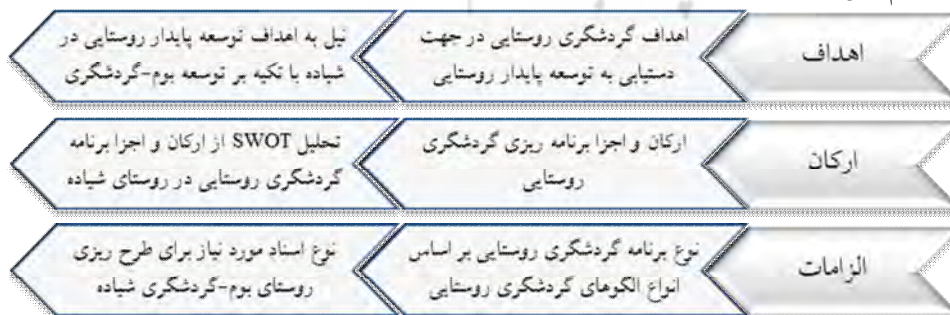 اهداف
اهداف گردشگری روستایی در جهت
دستیابی به توسعه پایدار روستایی
نیل به اهداف توسعه پایدار روستایی در
شیاده با تکیه بر توسعه بوم-گردشگری
ارکان
ارکان و اجزا برنامه ریزی گردشگری
روستایی
تحلیل SWOT از ارکان و اجزا برنامه
گردشگری روستایی در روستای شیاده
الزامات
نوع برنامه گردشگری روستایی بر اساس
انواع الگوهای گردشگری روستایی
نوع اسناد مورد نیاز برای طرح ریزی
روستای بوم-گردشگری شیاده